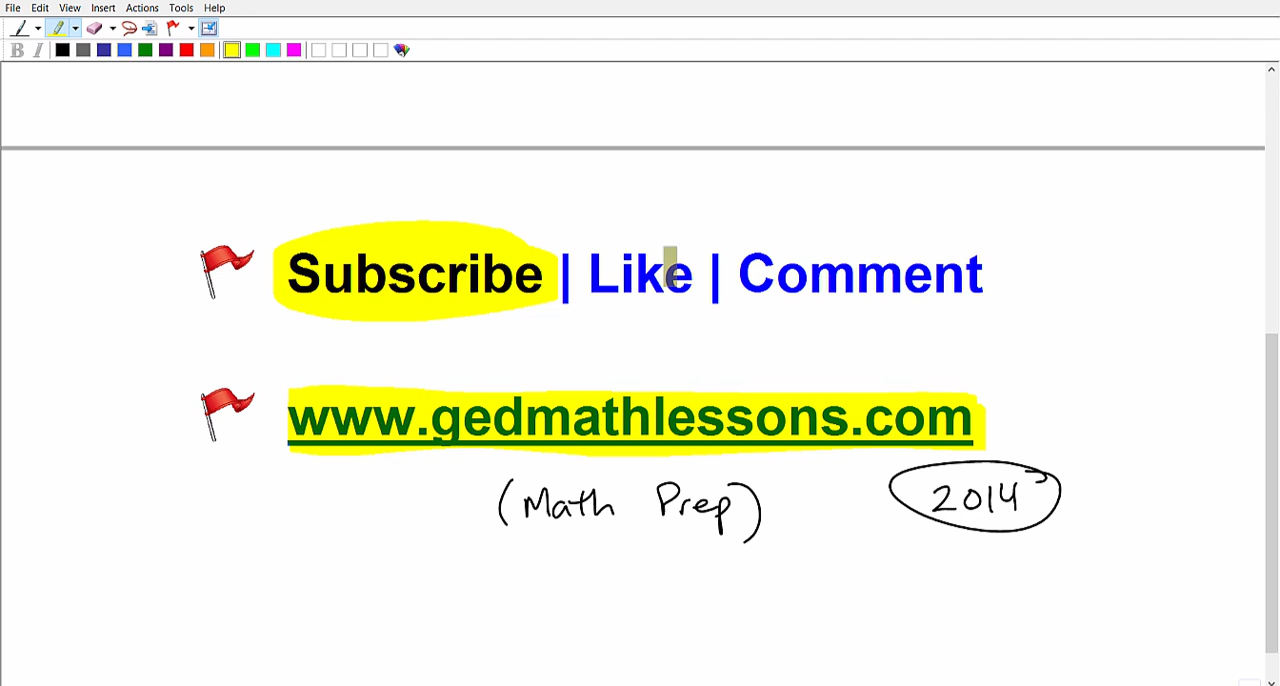 File Edit View Insert Actions Tools Help
B I
Subscribe | Like | Comment
www.gedmathlessons.com
(Math Prep) 2014